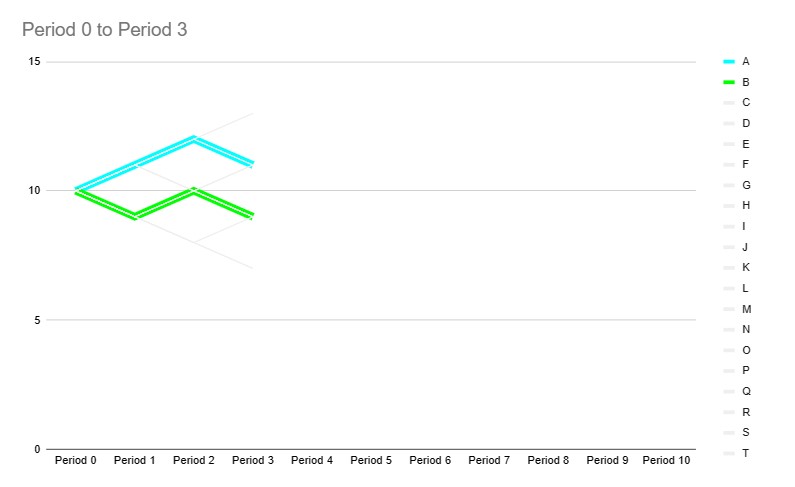 Period 0 to Period 3
15
10
5
0
Period 0 Period 1 Period 2 Period 3 Period 4 Period 5 Period 6 Period 7 Period 8 Period 9 Period 10
A
B
C
D
E
F
G
H
I
J
K
L
M
N
O
P
Q
R
S
T